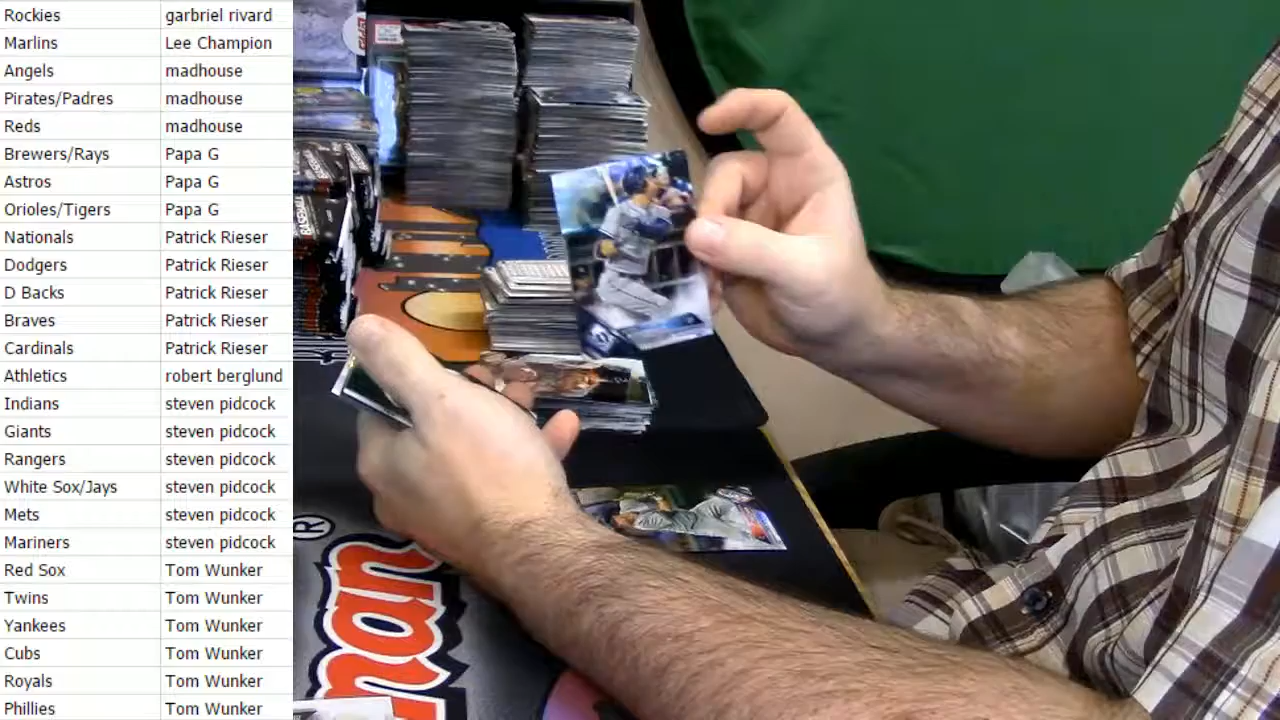 Rockies garbriel rivard
Marlins Lee Champion
Angels madhouse
Pirates/Padres madhouse
Reds madhouse
Brewers/Rays Papa G
Astros Papa G
Orioles/Tigers Papa G
Nationals Patrick Rieser
Dodgers Patrick Rieser
D Backs Patrick Rieser
Braves Patrick Rieser
Cardinals Patrick Rieser
Athletics robert berglund
Indians steven pidcock
Giants steven pidcock
Rangers steven pidcock
White Sox/Jays steven pidcock
Mets steven pidcock
Mariners steven pidcock
Red Sox Tom Wunker
Twins Tom Wunker
Yankees Tom Wunker
Cubs Tom Wunker
Royals Tom Wunker
Phillies Tom Wunker
®